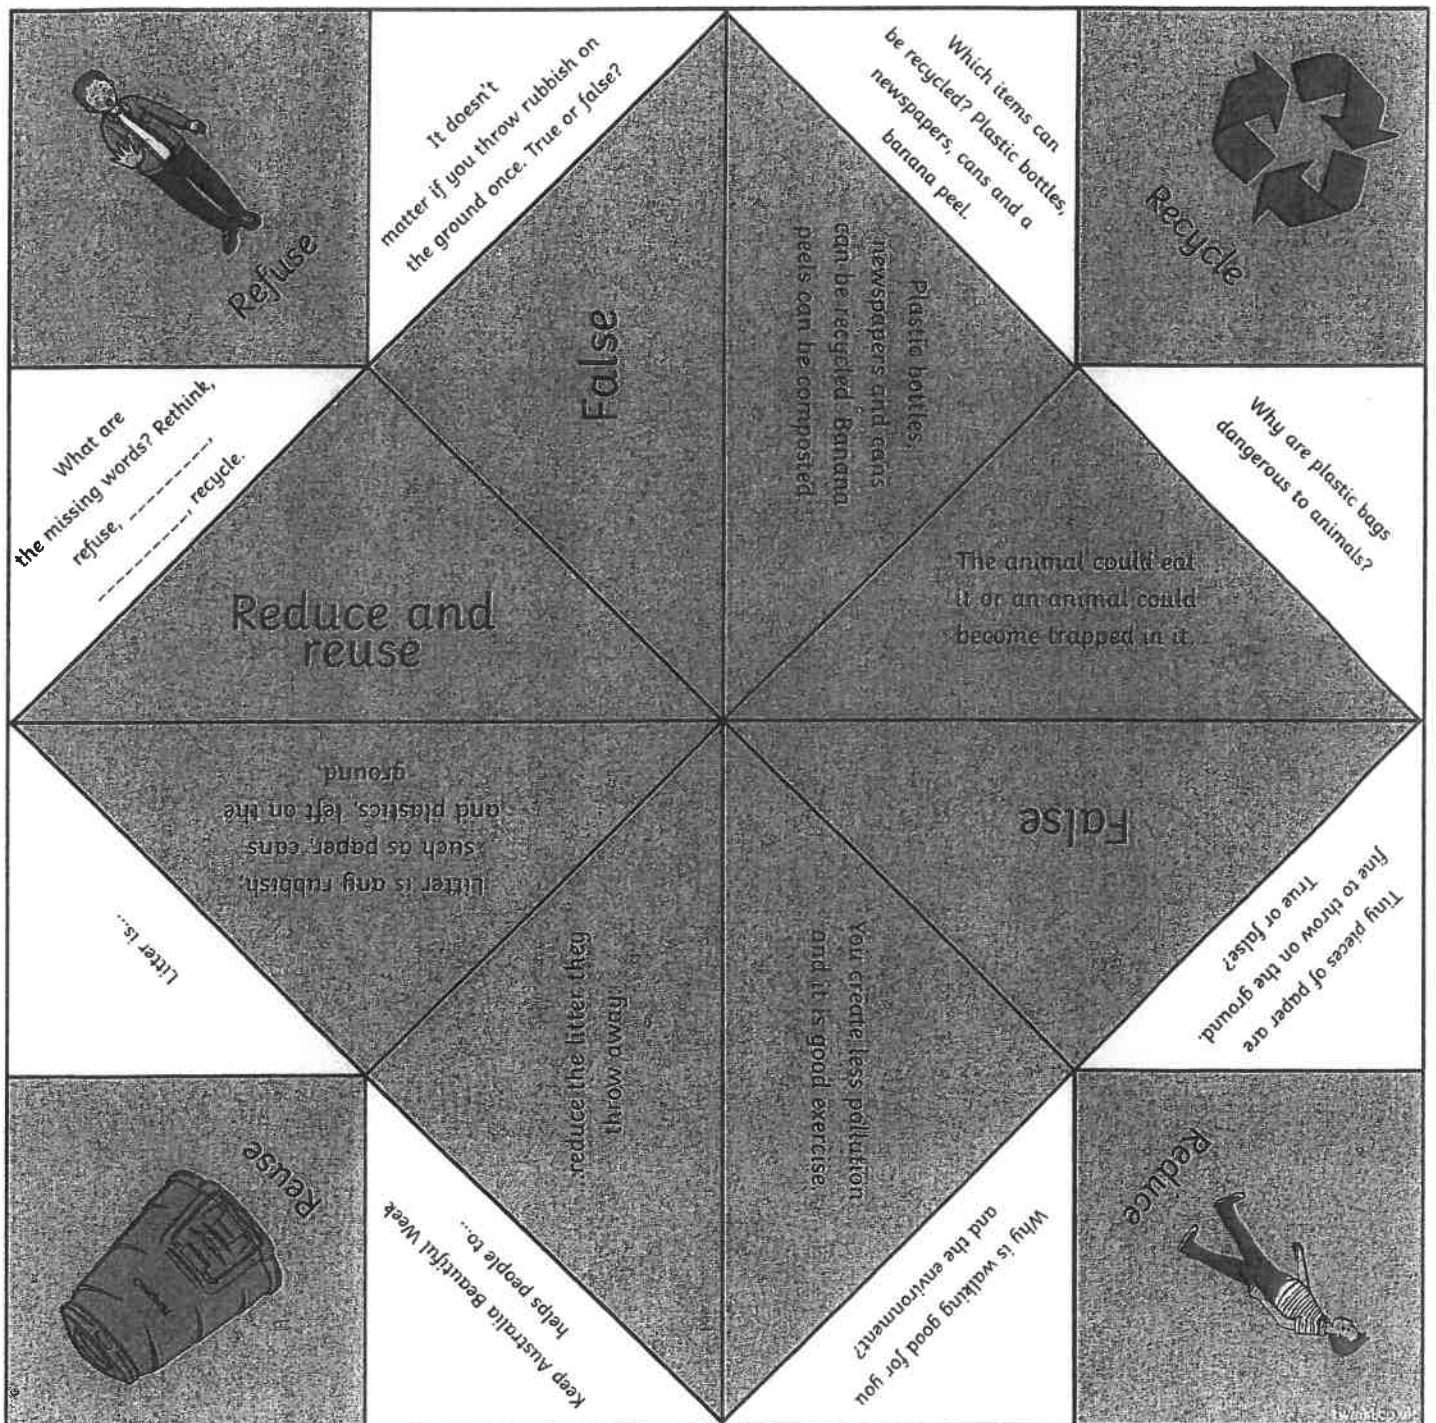 Refuse
It doesn't
matter if you throw rubbish on
the ground once. True or false?
Which items can
be recycled? Plastic bottles,
newspapers, cans and a
banana peel.
Recycle
False
Plastic bottles,
newspapers and cans
can be recycled. Banana
peels can be composted.
What are
the missing words? Rethink,
refuse, _ _ _ _ _ _ _ _,
_ _ _ _ _ _ _ _, recycle.
Reduce and
reuse
The animal could eat
it or an animal could
become trapped in it.
Why are plastic bags
dangerous to animals?
Litter is...
Litter is any rubbish,
such as paper, cans
and plastics, left on the
ground.
False
Tiny pieces of paper are
fine to throw on the ground.
True or false?
...reduce the litter they
throw away.
You create less pollution
and it is good exercise.
Reuse
Keep Australia Beautiful Week
helps people to...
Why is walking good for you
and the environment?
Reduce